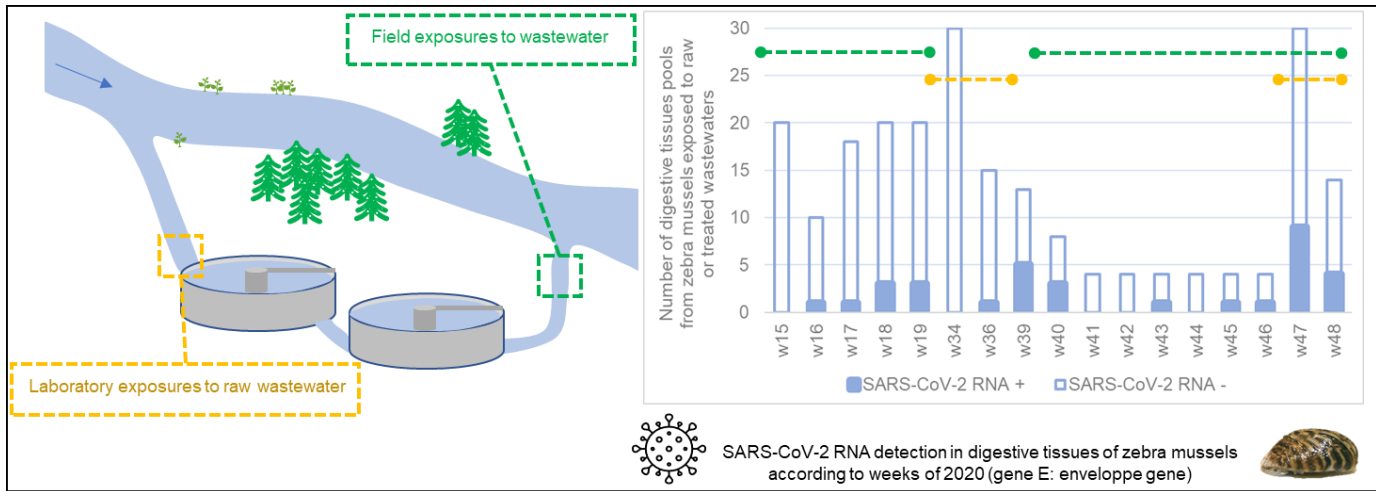 Field exposures to wastewater
Laboratory exposures to raw wastewater
Number of digestive tissues pools
from zebra mussels exposed to raw
or treated wastewaters
30
25
20
15
10
5
0
w15
w16
w17
w18
w19
w34
w36
w39
w40
w41
w42
w43
w44
w45
w46
w47
w48
SARS-CoV-2 RNA +
SARS-CoV-2 RNA -
SARS-CoV-2 RNA detection in digestive tissues of zebra mussels
according to weeks of 2020 (gene E: enveloppe gene)